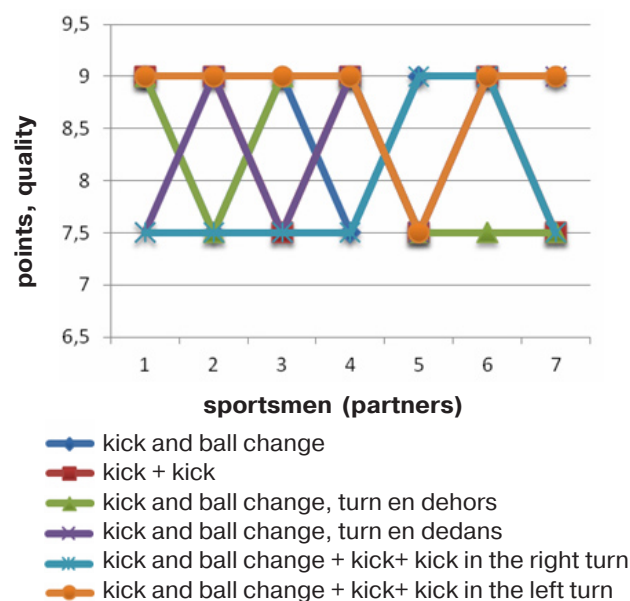 9,5
9
8,5
8
7,5
7
6,5
points, quality
1 2 3 4 5 6 7
sportsmen (partners)
kick and ball change
kick + kick
kick and ball change, turn en dehors
kick and ball change, turn en dedans
kick and ball change + kick+ kick in the right turn
kick and ball change + kick+ kick in the left turn